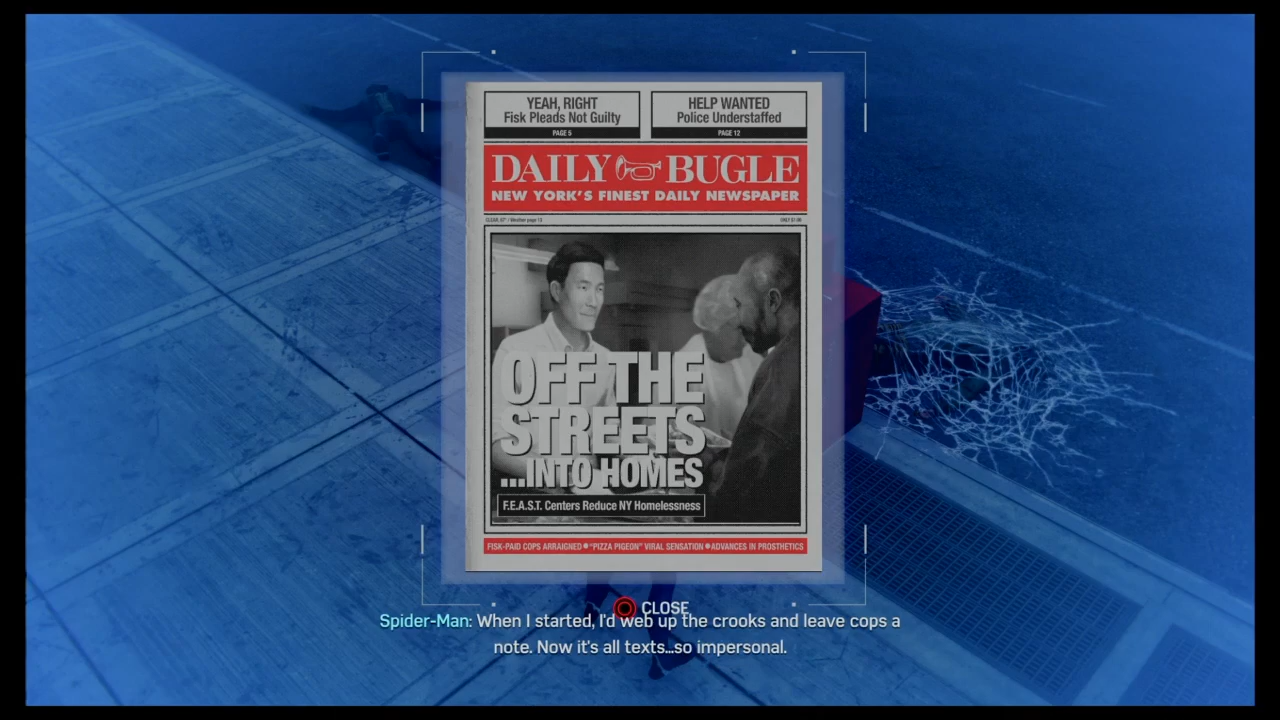 YEAH, RIGHT
Fisk Pleads Not Guilty
PAGE 5
HELP WANTED
Police Understaffed
PAGE 12
DAILY BUGLE
NEW YORK'S FINEST DAILY NEWSPAPER
OFF THE
STREETS
...INTO HOMES
F.E.A.S.T. Centers Reduce NY Homelessness
FISK-PAID COPS ARRAIGNED ● "PIZZA PIGEON" VIRAL SENSATION ● ADVANCES IN PROSTHETICS
CLOSE
Spider-Man: When I started, I'd web up the crooks and leave cops a
note. Now it's all texts...so impersonal.